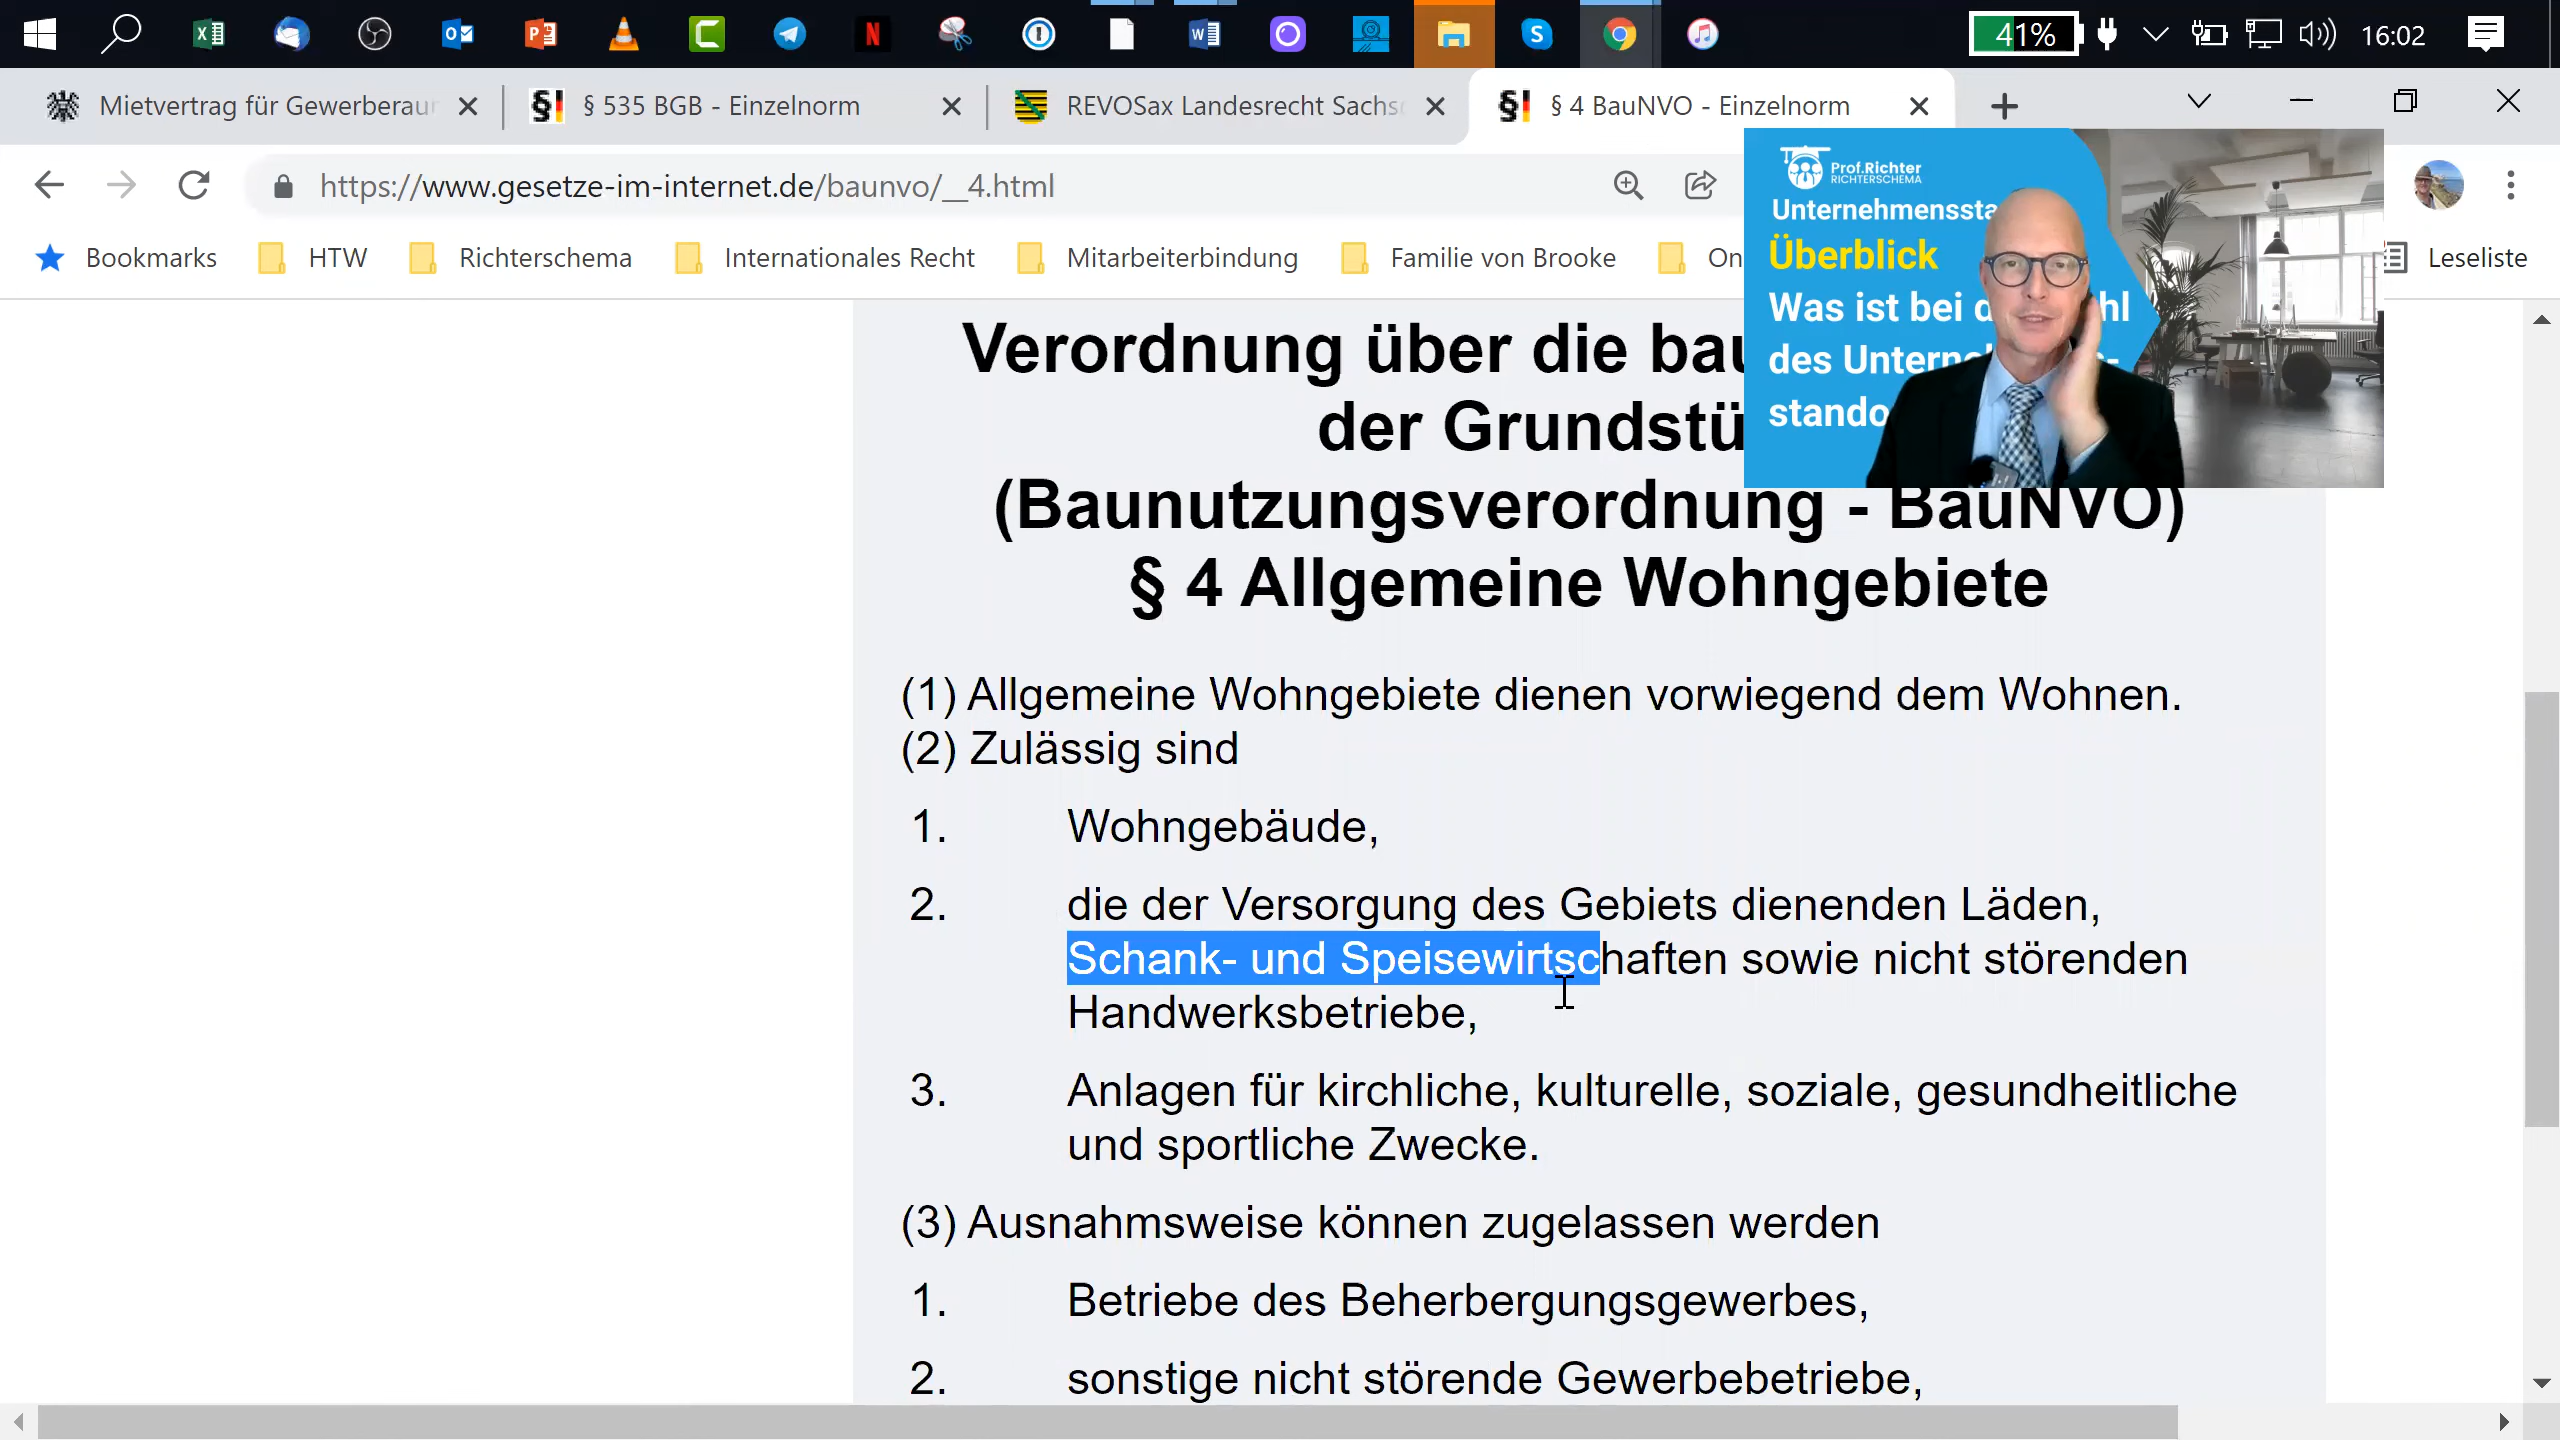 41%
16:02
Mietvertrag für Gewerberau
§ 535 BGB - Einzelnorm
REVOSax Landesrecht Sachs
§ 4 BauNVO - Einzelnorm
https://www.gesetze-im-internet.de/baunvo/__4.html
Bookmarks
HTW
Richterschema
Internationales Recht
Mitarbeiterbindung
Familie von Brooke
On
Leseliste
Prof.Richter
RICHTERSCHEMA
Unternehmenssta
Überblick
Was ist bei d hl
des Unterne -
stando
Verordnung über die bau
der Grundstü
(Baunutzungsverordnung - BauNVO)
§ 4 Allgemeine Wohngebiete
(1) Allgemeine Wohngebiete dienen vorwiegend dem Wohnen.
(2) Zulässig sind
1. Wohngebäude,
2. die der Versorgung des Gebiets dienenden Läden,
Schank- und Speisewirtschaften sowie nicht störenden
Handwerksbetriebe,
3. Anlagen für kirchliche, kulturelle, soziale, gesundheitliche
und sportliche Zwecke.
(3) Ausnahmsweise können zugelassen werden
1. Betriebe des Beherbergungsgewerbes,
2. sonstige nicht störende Gewerbebetriebe,